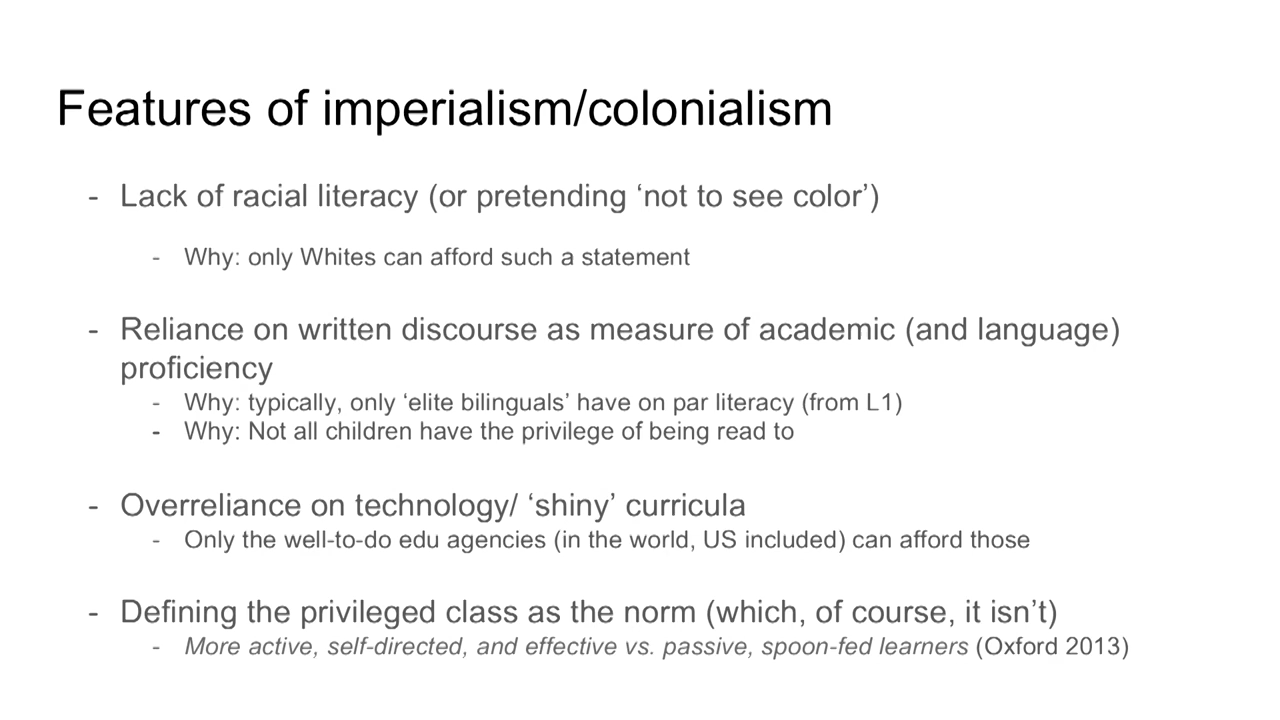 Features of imperialism/colonialism
- Lack of racial literacy (or pretending ‘not to see color’)
- Why: only Whites can afford such a statement
- Reliance on written discourse as measure of academic (and language)
proficiency
- Why: typically, only ‘elite bilinguals’ have on par literacy (from L1)
- Why: Not all children have the privilege of being read to
- Overreliance on technology/ ‘shiny’ curricula
- Only the well-to-do edu agencies (in the world, US included) can afford those
- Defining the privileged class as the norm (which, of course, it isn’t)
- More active, self-directed, and effective vs. passive, spoon-fed learners (Oxford 2013)